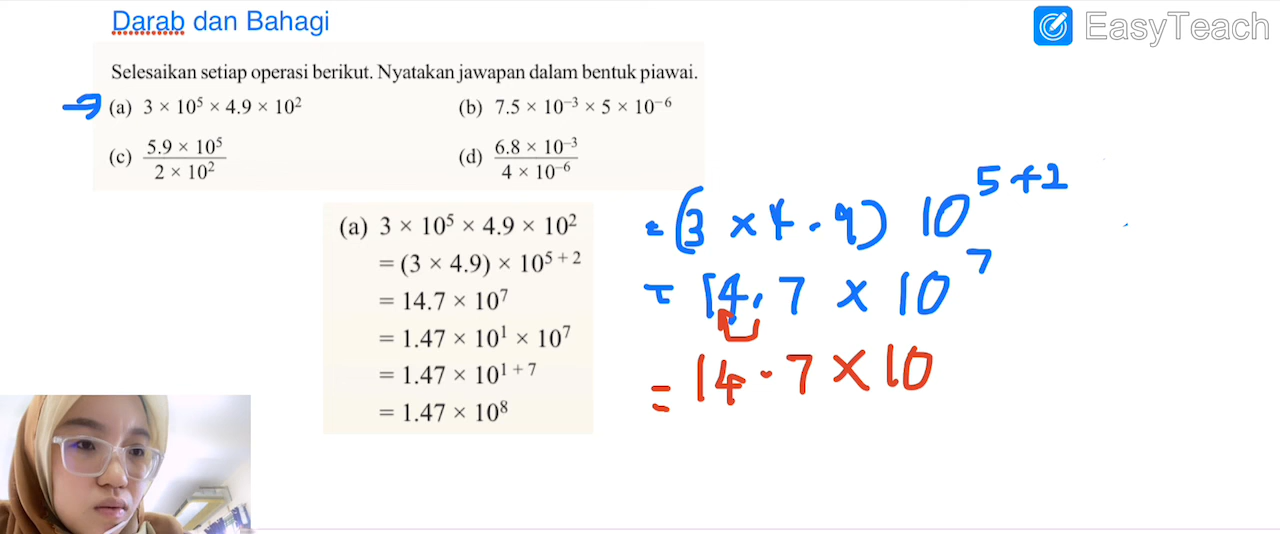 Darab dan Bahagi
EasyTeach
Selesaikan setiap operasi berikut. Nyatakan jawapan dalam bentuk piawai.
(a) 3 × 10⁵ × 4.9 × 10²
(b) 7.5 × 10⁻³ × 5 × 10⁻⁶
(c) 5.9 × 10⁵
2 × 10²
(d) 6.8 × 10⁻³
4 × 10⁻⁶
(a) 3 × 10⁵ × 4.9 × 10²
= (3 × 4.9) × 10⁵⁺²
= 14.7 × 10⁷
= 1.47 × 10¹ × 10⁷
= 1.47 × 10¹⁺⁷
= 1.47 × 10⁸
= (3 × 4.9) 10⁵⁺²
= 14.7 × 10⁷
= 14.7 × 10